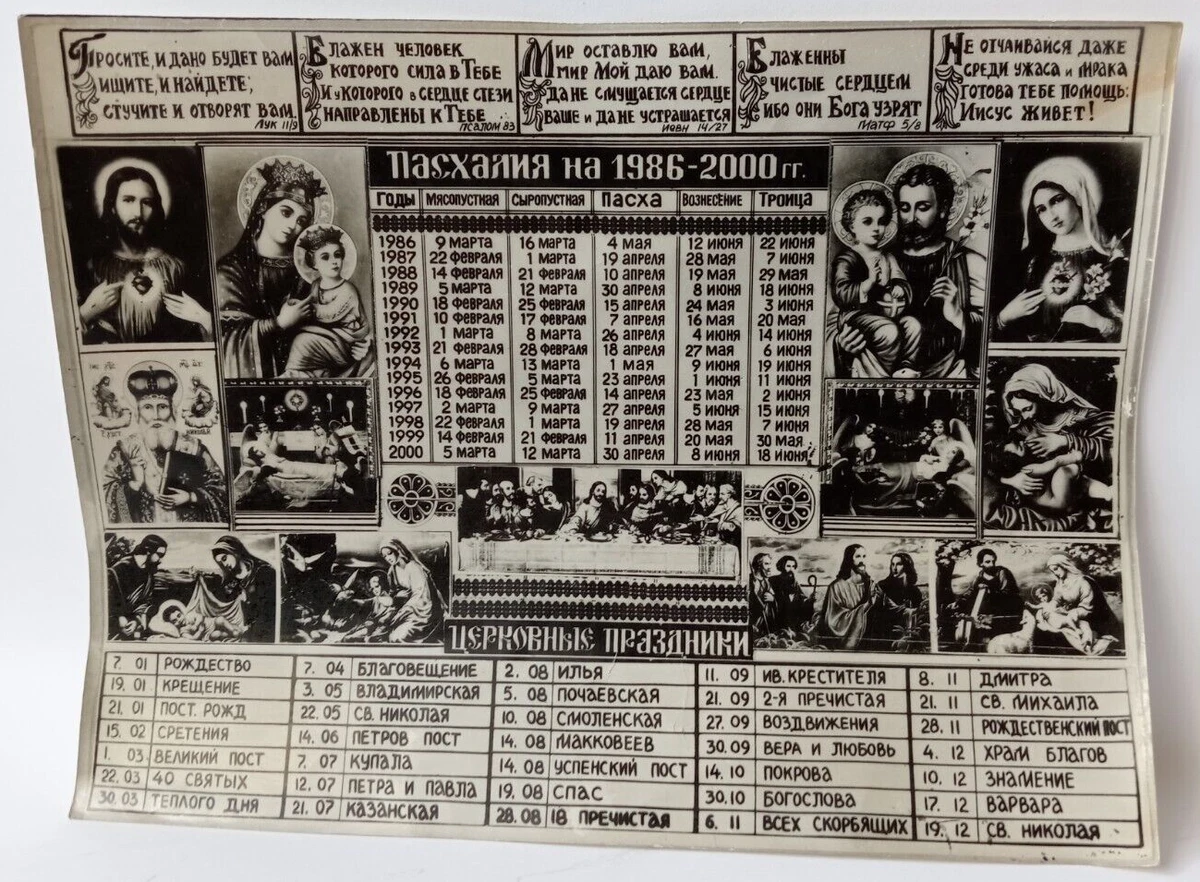 Просите, и дано будет вам
ищите, и найдете;
стучите и отворят вам
Лук 11/9
Блажен человек
которого сила в Тебе
и у которого в сердце стези
направлены к Тебе
Псалом 83
Мир оставлю вам,
мир Мой даю вам.
да не смущается сердце
ваше и да не устрашается
Иоан 14/27
Блаженны
чистые сердцем
ибо они Бога узрят
Матф 5/8
Не отчаивайся даже
среди ужаса и мрака
готова тебе помощь:
Иисус живет!
Пасхалия на 1986-2000 гг.
Годы Мясопустная Сыропустная Пасха Вознесение Троица
1986 9 марта 16 марта 4 мая 12 июня 22 июня
1987 22 февраля 1 марта 19 апреля 28 мая 7 июня
1988 14 февраля 21 февраля 10 апреля 19 мая 29 мая
1989 5 марта 12 марта 30 апреля 8 июня 18 июня
1990 18 февраля 25 февраля 15 апреля 24 мая 3 июня
1991 10 февраля 17 февраля 7 апреля 16 мая 20 мая
1992 1 марта 8 марта 26 апреля 4 июня 14 июня
1993 21 февраля 28 февраля 18 апреля 27 мая 6 июня
1994 6 марта 13 марта 1 мая 9 июня 19 июня
1995 26 февраля 5 марта 23 апреля 1 июня 11 июня
1996 18 февраля 25 февраля 14 апреля 23 мая 2 июня
1997 2 марта 9 марта 27 апреля 5 июня 15 июня
1998 22 февраля 1 марта 19 апреля 28 мая 7 июня
1999 14 февраля 21 февраля 11 апреля 20 мая 30 мая
2000 5 марта 12 марта 30 апреля 8 июня 18 июня
Церковные праздники
7. 01 Рождество
19. 01 Крещение
21. 01 Пост. Рожд
15. 02 Сретения
1. 03 Великий пост
22. 03 40 святых
30. 03 Теплого дня
7. 04 Благовещение
3. 05 Владимирская
22. 05 Св. Николая
14. 06 Петров пост
7. 07 Купала
12. 07 Петра и Павла
21. 07 Казанская
2. 08 Илья
5. 08 Почаевская
10. 08 Смоленская
14. 08 Макковеев
14. 08 Успенский пост
19. 08 Спас
28. 08 1я Пречистая
11. 09 Ив. Крестителя
21. 09 2-я Пречистая
27. 09 Воздвижения
30. 09 Вера и Любовь
14. 10 Покрова
30. 10 Богослова
6. 11 Всех скорбящих
8. 11 Дмитра
21. 11 Св. Михаила
28. 11 Рождественский пост
4. 12 Храм Благов
10. 12 Знамение
17. 12 Варвара
19. 12 Св. Николая